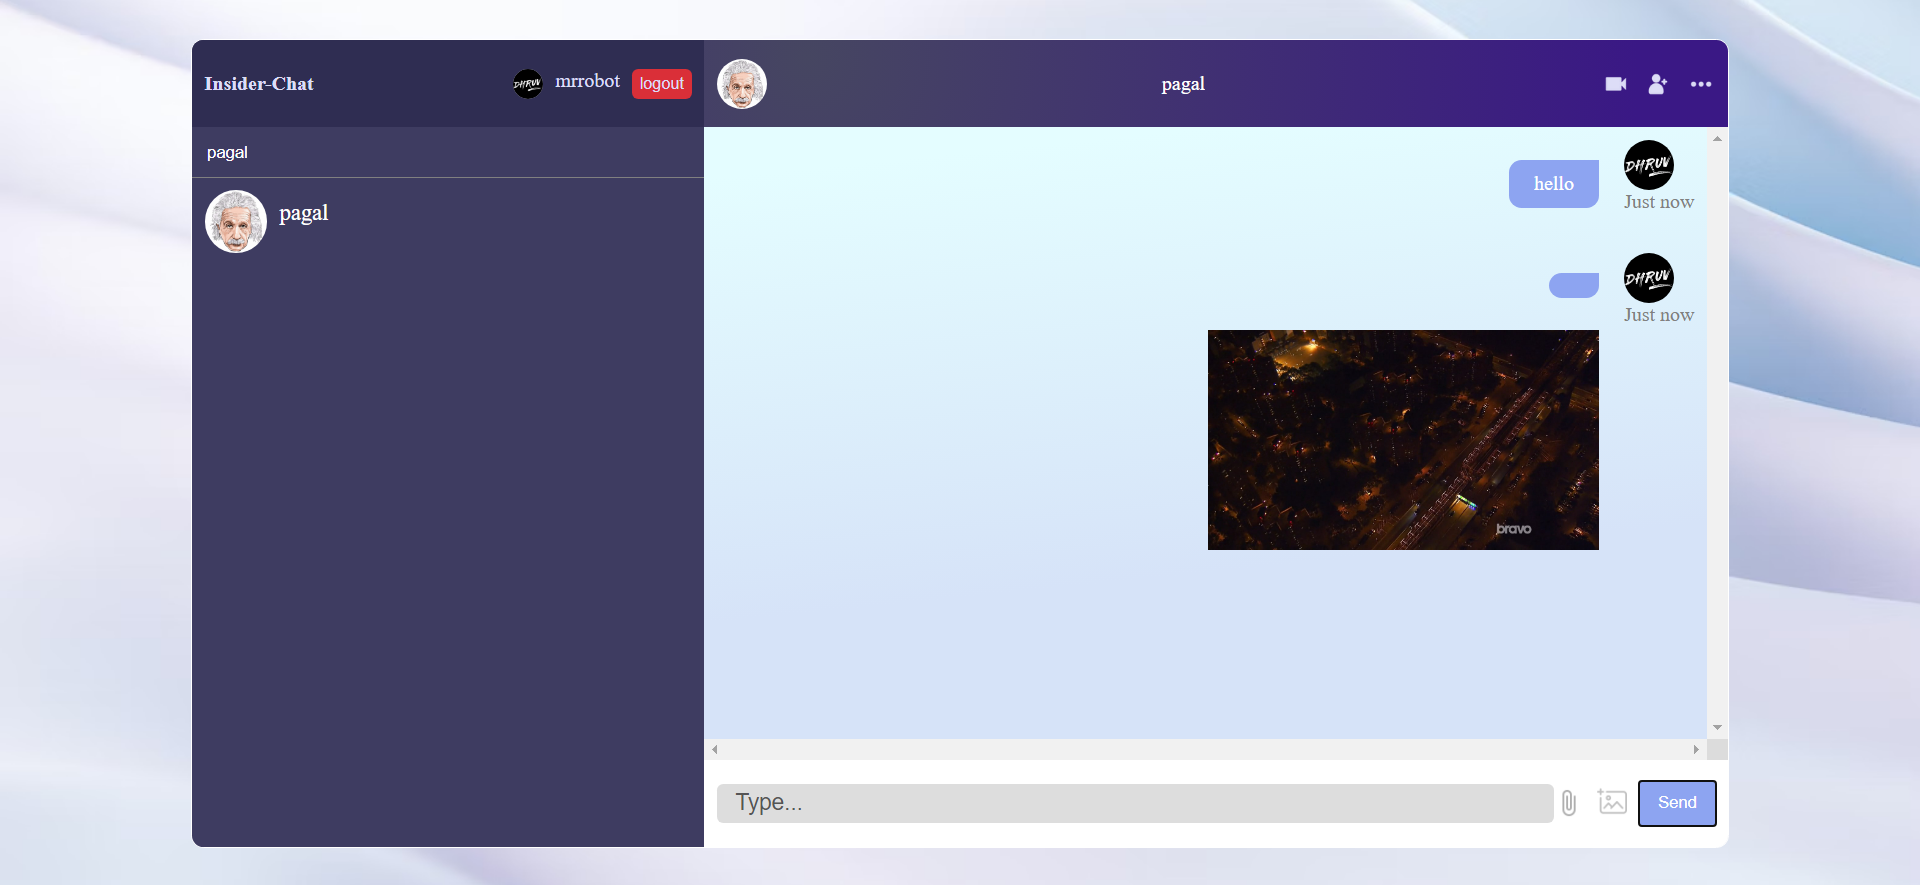 Insider-Chat
DHRUV
mrrobot
logout
pagal
pagal
pagal
hello
DHRUV
Just now
DHRUV
Just now
bravo
Type...
Send